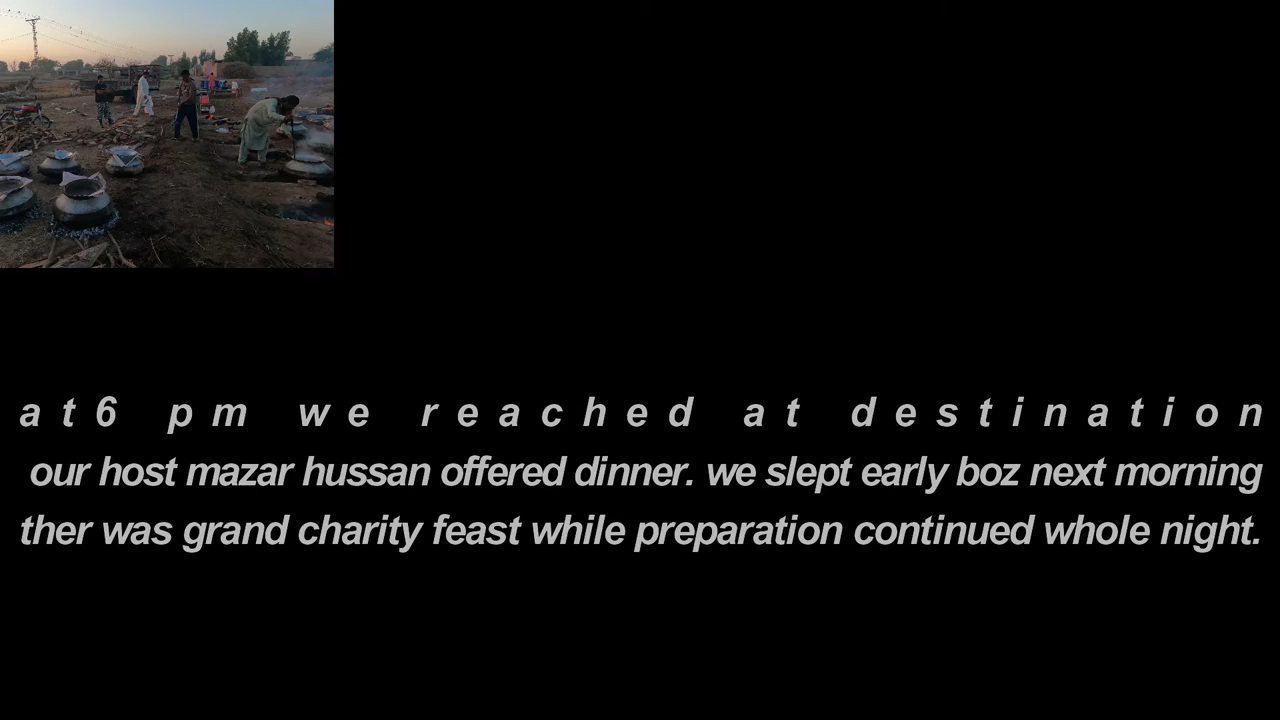 at6 pm we reached at destination
our host mazar hussan offered dinner. we slept early boz next morning
ther was grand charity feast while preparation continued whole night.